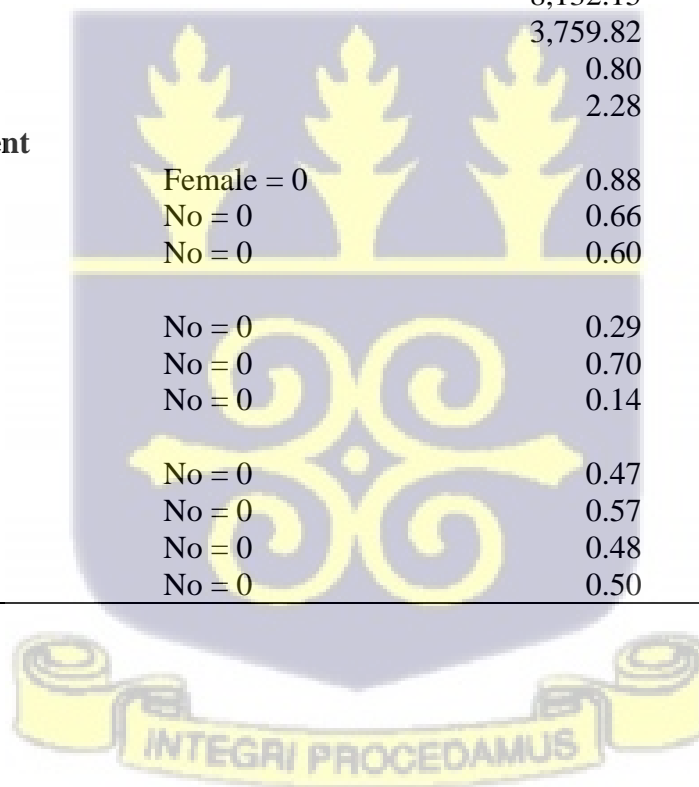 3,759.82
0.80
2.28
Female = 0 0.88
No = 0 0.66
No = 0 0.60
No = 0 0.29
No = 0 0.70
No = 0 0.14
No = 0 0.47
No = 0 0.57
No = 0 0.48
No = 0 0.50
INTEGRI PROCEDAMUS